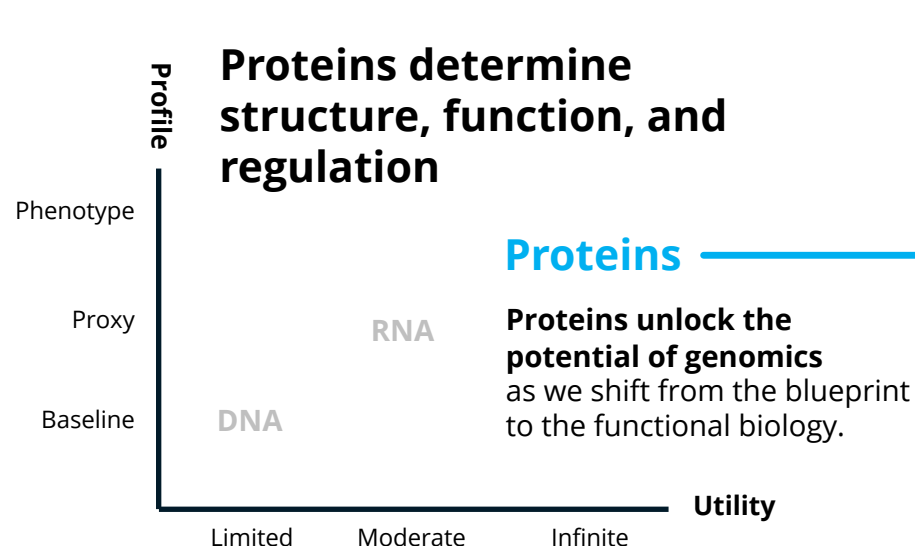 Profile
Proteins determine
structure, function, and
regulation
Phenotype
Proteins
Proxy
RNA
Proteins unlock the
potential of genomics
as we shift from the blueprint
to the functional biology.
Baseline
DNA
Utility
Limited
Moderate
Infinite